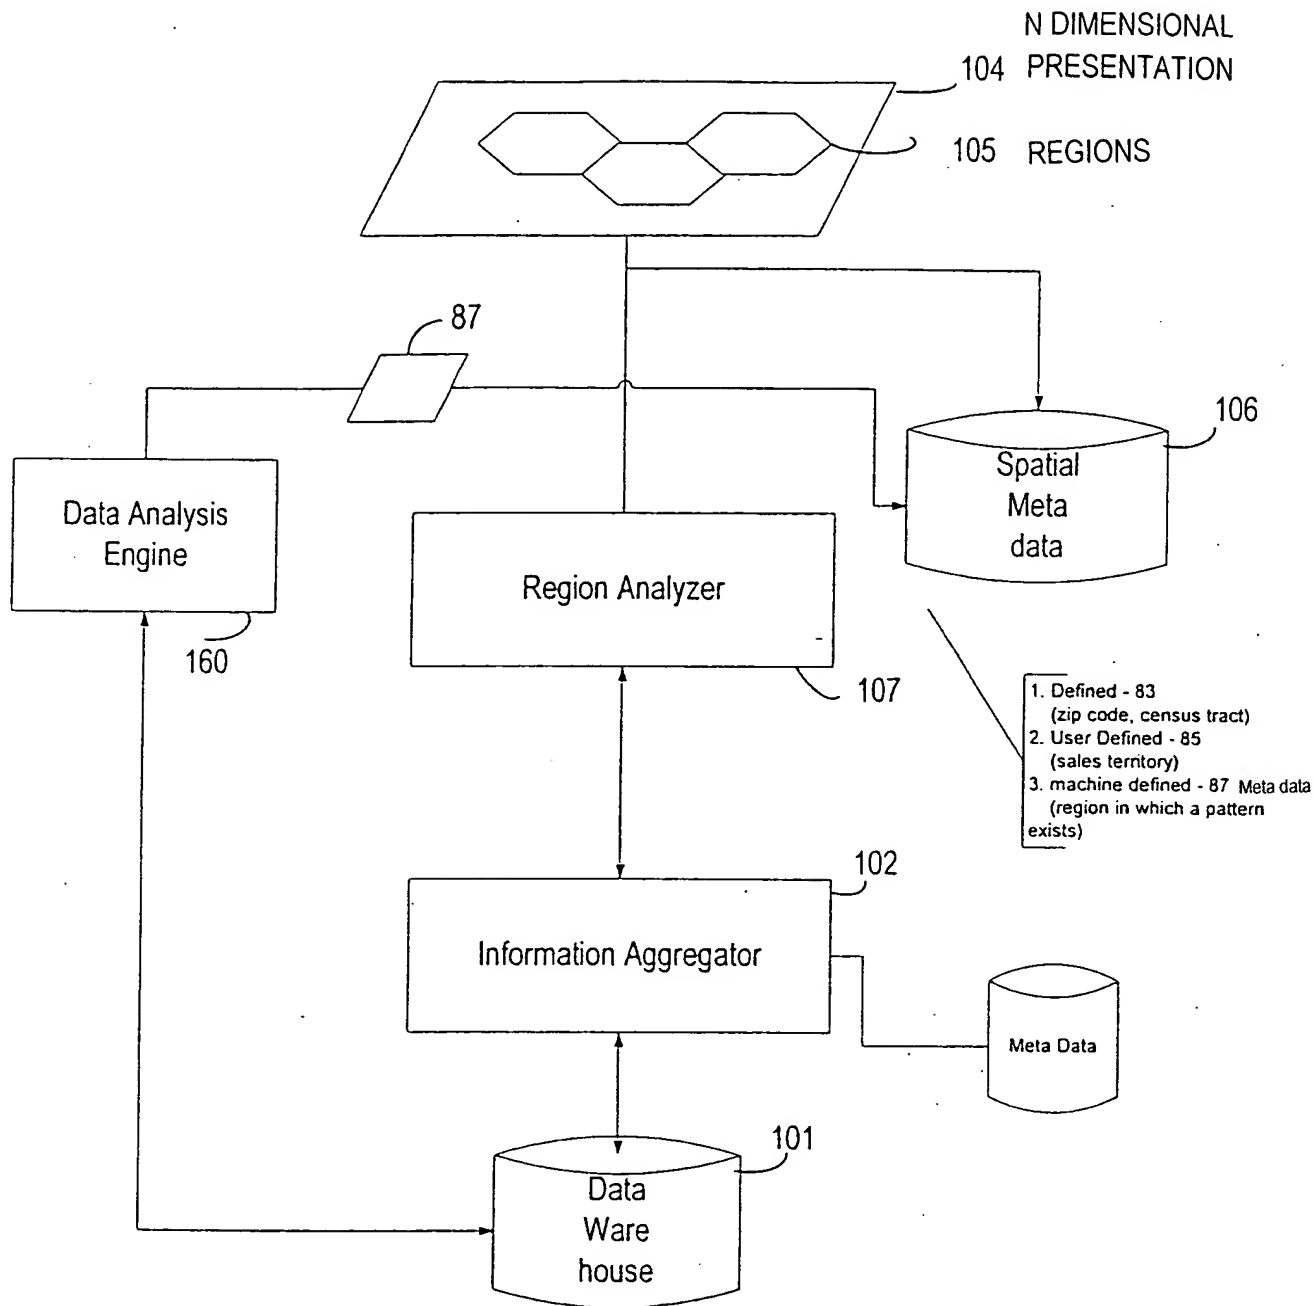 N DIMENSIONAL
104 PRESENTATION
105 REGIONS
87
106
Spatial
Meta
data
Data Analysis
Engine
160
Region Analyzer
107
1. Defined - 83
(zip code, census tract)
2. User Defined - 85
(sales territory)
3. machine defined - 87 Meta data
(region in which a pattern
exists)
102
Information Aggregator
Meta Data
101
Data
Ware
house